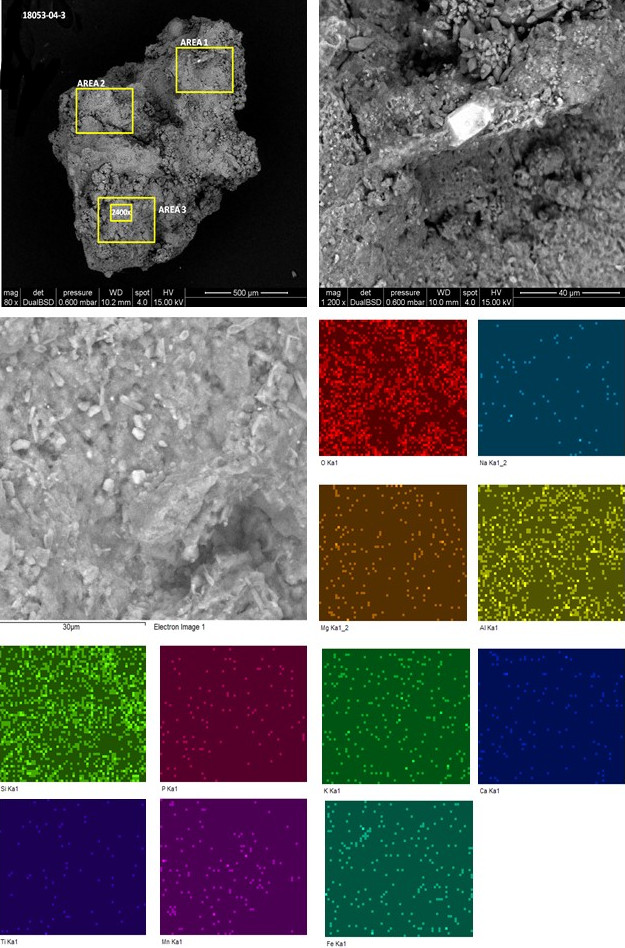 18053-04-3
AREA 1
AREA 2
2400x
AREA 3
mag det pressure WD spot HV
80 x DualBSD 0.600 mbar 10.2 mm 4.0 15.00 kV 500 µm
mag det pressure WD spot HV
1 200 x DualBSD 0.600 mbar 10.0 mm 4.0 15.00 kV 40 µm
30µm Electron Image 1
O Ka1
Na Ka1_2
Mg Ka1_2
Al Ka1
Si Ka1
P Ka1
K Ka1
Ca Ka1
Ti Ka1
Mn Ka1
Fe Ka1